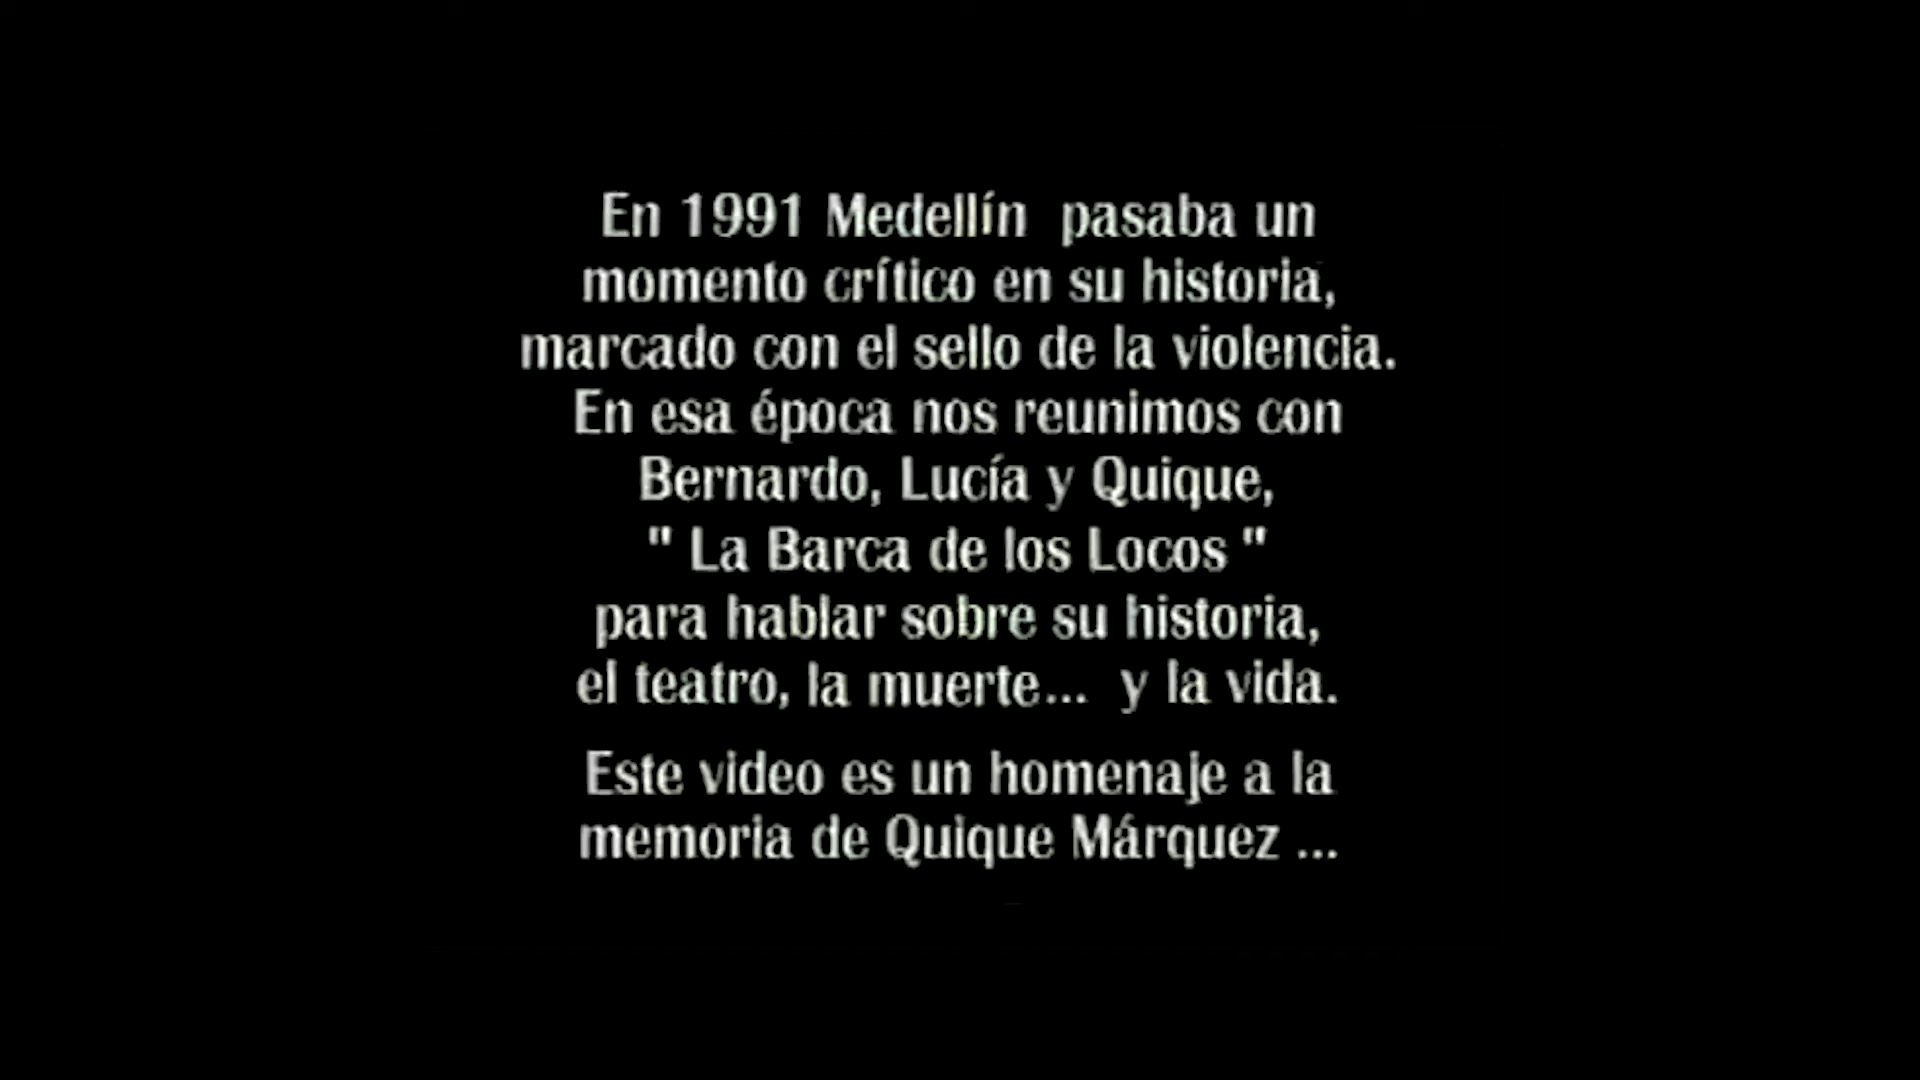 En 1991 Medellín pasaba un
momento crítico en su historia,
marcado con el sello de la violencia.
En esa época nos reunimos con
Bernardo, Lucía y Quique,
" La Barca de los Locos "
para hablar sobre su historia,
el teatro, la muerte... y la vida.
Este video es un homenaje a la
memoria de Quique Márquez ...